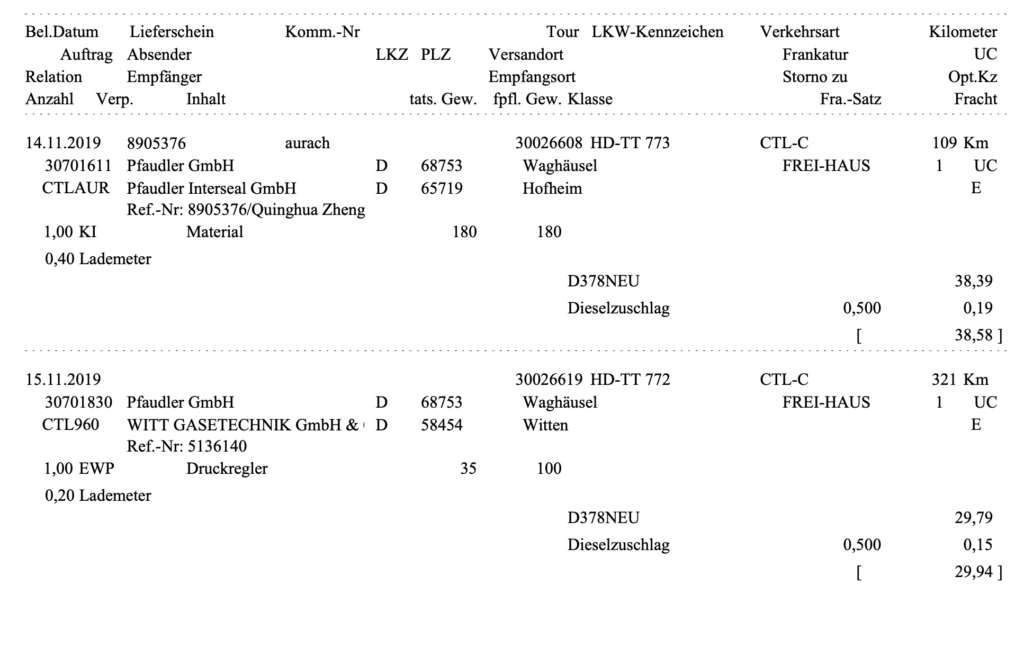 Bel.Datum Lieferschein Komm.-Nr Tour LKW-Kennzeichen Verkehrsart Kilometer
Auftrag Absender LKZ PLZ Versandort Frankatur UC
Relation Empfänger Empfangsort Storno zu Opt.Kz
Anzahl Verp. Inhalt tats. Gew. fpfl. Gew. Klasse Fra.-Satz Fracht
14.11.2019 8905376 aurach 30026608 HD-TT 773 CTL-C 109 Km
30701611 Pfaudler GmbH D 68753 Waghäusel FREI-HAUS 1 UC
CTLAUR Pfaudler Interseal GmbH D 65719 Hofheim E
Ref.-Nr: 8905376/Quinghua Zheng
1,00 KI Material 180 180
0,40 Lademeter
D378NEU 38,39
Dieselzuschlag 0,500 0,19
[ 38,58 ]
15.11.2019 30026619 HD-TT 772 CTL-C 321 Km
30701830 Pfaudler GmbH D 68753 Waghäusel FREI-HAUS 1 UC
CTL960 WITT GASETECHNIK GmbH & D 58454 Witten E
Ref.-Nr: 5136140
1,00 EWP Druckregler 35 100
0,20 Lademeter
D378NEU 29,79
Dieselzuschlag 0,500 0,15
[ 29,94 ]